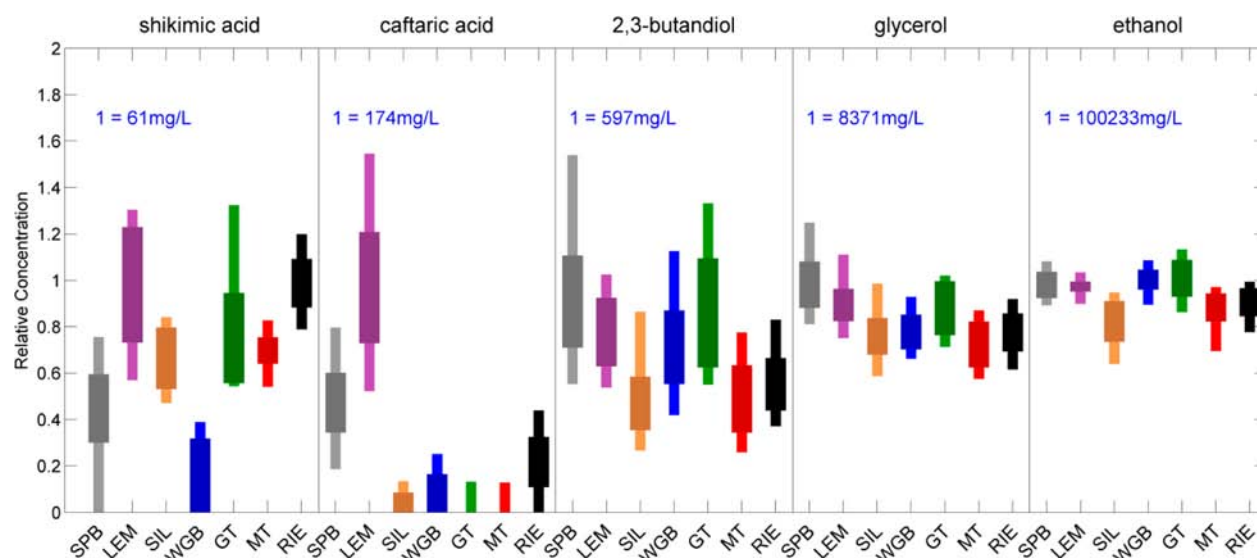 shikimic acid caftaric acid 2,3-butandiol glycerol ethanol
2
1.8
1 = 61mg/L 1 = 174mg/L 1 = 597mg/L 1 = 8371mg/L 1 = 100233mg/L
1.6
1.4
1.2
1
0.8
0.6
0.4
0.2
0
Relative Concentration
SPB LEM SIL WGB GT MT RIE SPB LEM SIL WGB GT MT RIE SPB LEM SIL WGB GT MT RIE SPB LEM SIL WGB GT MT RIE SPB LEM SIL WGB GT MT RIE